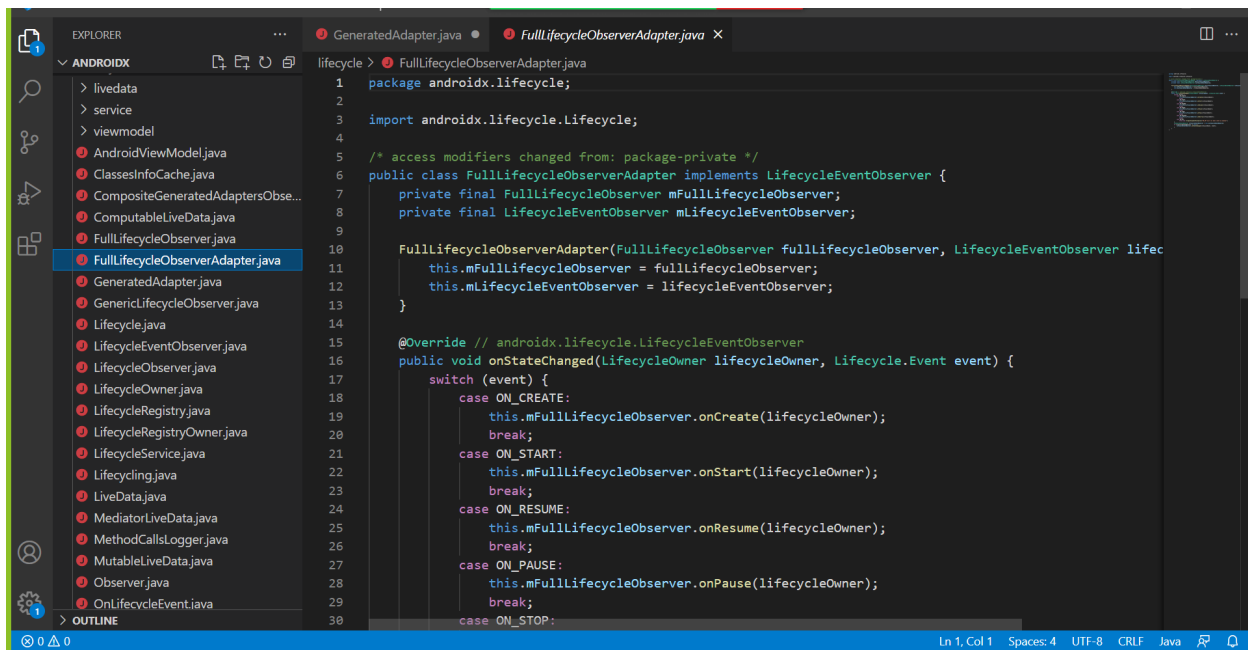 EXPLORER
ANDROIDX
livedata
service
viewmodel
AndroidViewModel.java
ClassesInfoCache.java
CompositeGeneratedAdaptersObse...
ComputableLiveData.java
FullLifecycleObserver.java
FullLifecycleObserverAdapter.java
GeneratedAdapter.java
GenericLifecycleObserver.java
Lifecycle.java
LifecycleEventObserver.java
LifecycleObserver.java
LifecycleOwner.java
LifecycleRegistry.java
LifecycleRegistryOwner.java
LifecycleService.java
Lifecycling.java
LiveData.java
MediatorLiveData.java
MethodCallsLogger.java
MutableLiveData.java
Observer.java
OnLifecycleEvent.java
OUTLINE
1
1
GeneratedAdapter.java ● FullLifecycleObserverAdapter.java ×
lifecycle > FullLifecycleObserverAdapter.java
1 package androidx.lifecycle;
2
3 import androidx.lifecycle.Lifecycle;
4
5 /* access modifiers changed from: package-private */
6 public class FullLifecycleObserverAdapter implements LifecycleEventObserver {
7     private final FullLifecycleObserver mFullLifecycleObserver;
8     private final LifecycleEventObserver mLifecycleEventObserver;
9
10     FullLifecycleObserverAdapter(FullLifecycleObserver fullLifecycleObserver, LifecycleEventObserver lifec
11         this.mFullLifecycleObserver = fullLifecycleObserver;
12         this.mLifecycleEventObserver = lifecycleEventObserver;
13     }
14
15     @Override // androidx.lifecycle.LifecycleEventObserver
16     public void onStateChanged(LifecycleOwner lifecycleOwner, Lifecycle.Event event) {
17         switch (event) {
18             case ON_CREATE:
19                 this.mFullLifecycleObserver.onCreate(lifecycleOwner);
20                 break;
21             case ON_START:
22                 this.mFullLifecycleObserver.onStart(lifecycleOwner);
23                 break;
24             case ON_RESUME:
25                 this.mFullLifecycleObserver.onResume(lifecycleOwner);
26                 break;
27             case ON_PAUSE:
28                 this.mFullLifecycleObserver.onPause(lifecycleOwner);
29                 break;
30             case ON_STOP:
0 0
Ln 1, Col 1 Spaces: 4 UTF-8 CRLF Java